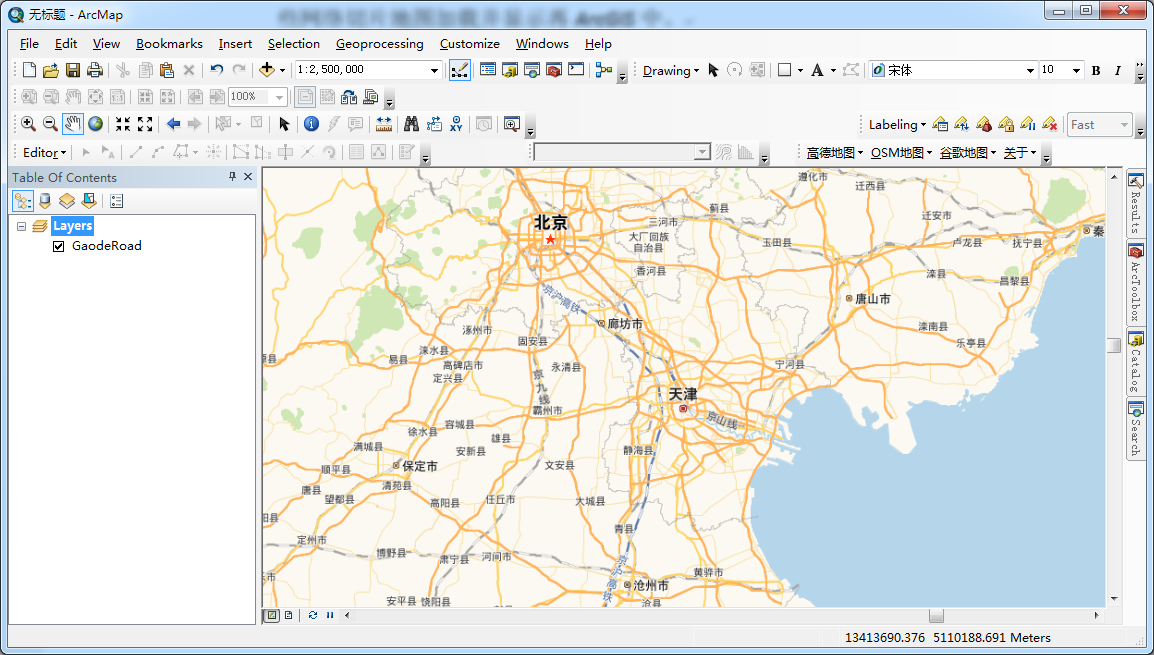 无标题 - ArcMap
File Edit View Bookmarks Insert Selection Geoprocessing Customize Windows Help
1:2,500,000 Drawing 宋体 10 B I
1:1 100%
XY Labeling Fast
Editor 高德地图 OSM地图 谷歌地图 关于
Table Of Contents
Layers
GaodeRoad
遵化市
迁西县
蓟县
北京
三河市
迁安市
秦
大厂回族
自治县
玉田县
卢龙县
抚宁县
香河县
滦县
昌黎县
京沪高铁
唐山市
廊坊市
涿州市
滦南县
固安县
乐亭县
涞水县
易县
高碑店市
永清县
宁河县
定兴县
京九线
天津
霸州市
京山线
容城县
徐水县
雄县
满城县
安新县
静海县
保定市
文安县
顺平县
清苑县
唐县
望都县
高阳县
任丘市
大城县
青县
定州市
博野县
肃宁县
河间市
京沪高铁
黄骅市
沧州市
安平县
饶阳县
沧县
Results
ArcToolbox
Catalog
Search
13413690.376 5110188.691 Meters